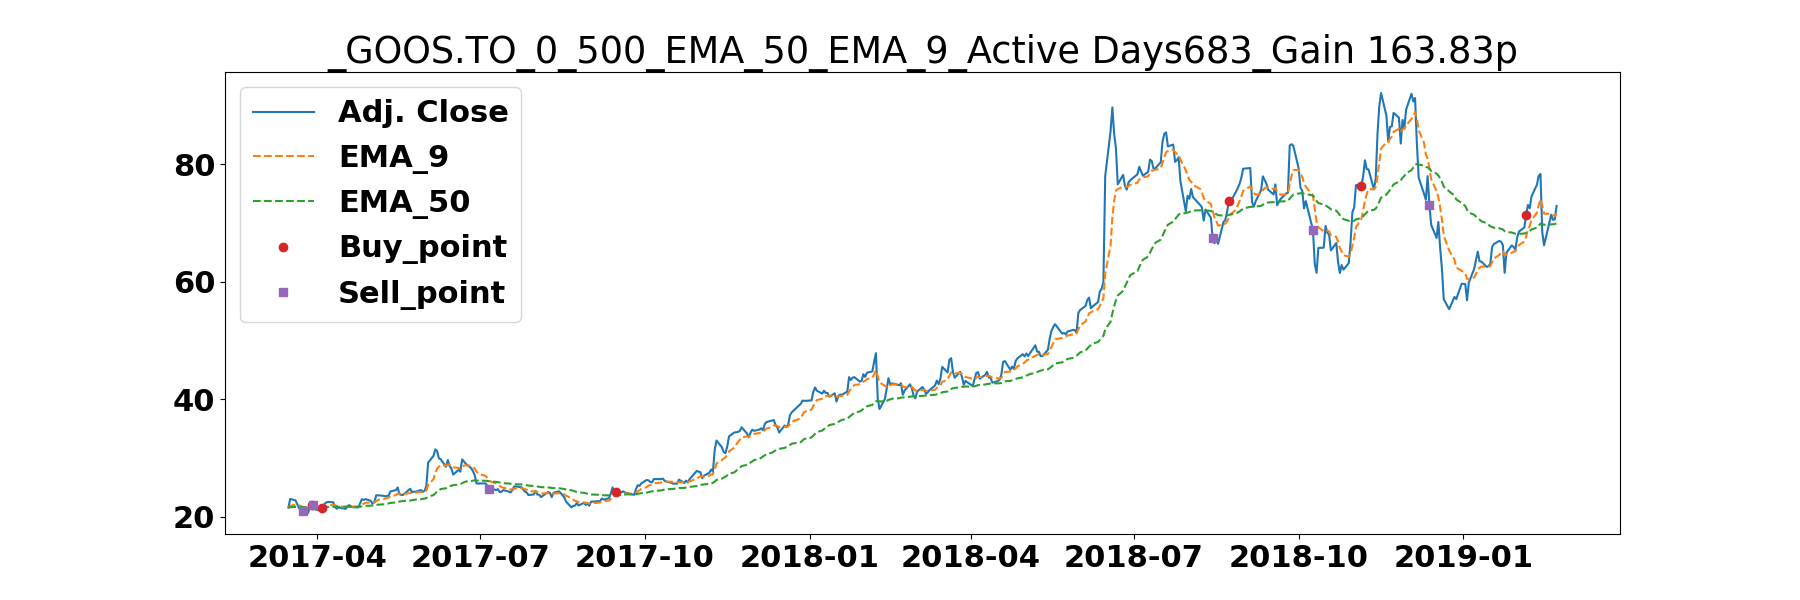 _GOOS.TO_0_500_EMA_50_EMA_9_Active Days683_Gain 163.83p
Adj. Close
EMA_9
EMA_50
Buy_point
Sell_point
80
60
40
20
2017-04 2017-07 2017-10 2018-01 2018-04 2018-07 2018-10 2019-01